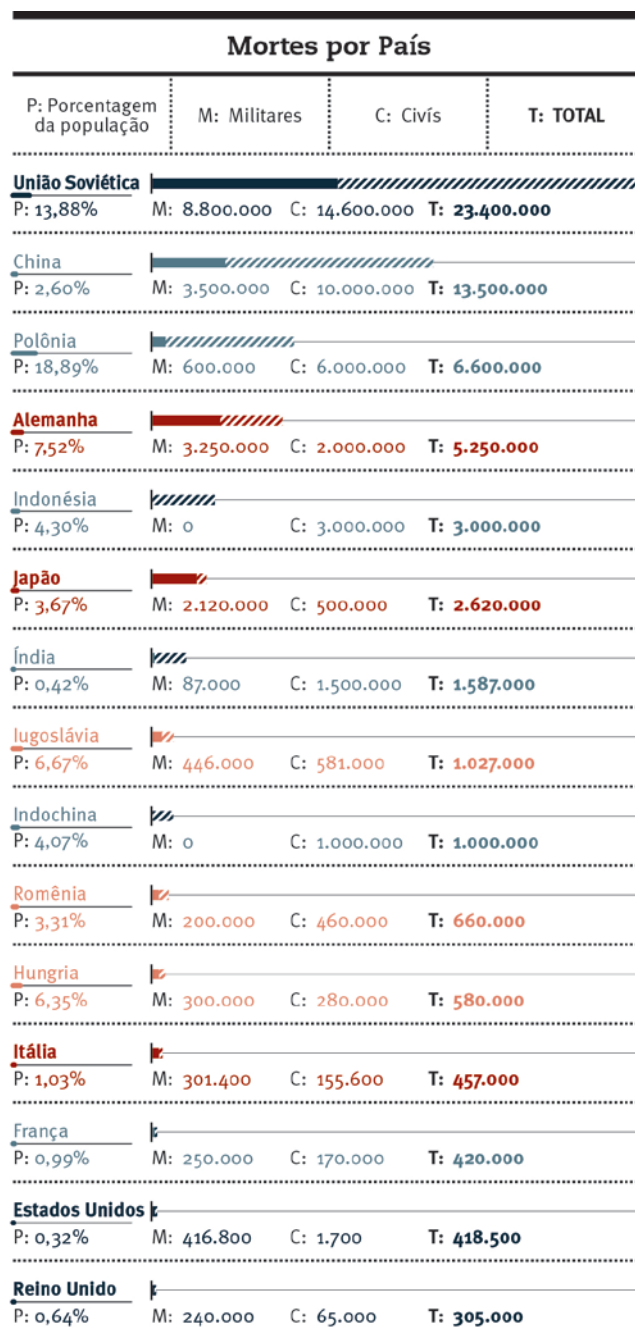 Mortes por País
P: Porcentagem da população M: Militares C: Civís T: TOTAL
União Soviética
P: 13,88% M: 8.800.000 C: 14.600.000 T: 23.400.000
China
P: 2,60% M: 3.500.000 C: 10.000.000 T: 13.500.000
Polônia
P: 18,89% M: 600.000 C: 6.000.000 T: 6.600.000
Alemanha
P: 7,52% M: 3.250.000 C: 2.000.000 T: 5.250.000
Indonésia
P: 4,30% M: 0 C: 3.000.000 T: 3.000.000
Japão
P: 3,67% M: 2.120.000 C: 500.000 T: 2.620.000
Índia
P: 0,42% M: 87.000 C: 1.500.000 T: 1.587.000
Iugoslávia
P: 6,67% M: 446.000 C: 581.000 T: 1.027.000
Indochina
P: 4,07% M: 0 C: 1.000.000 T: 1.000.000
Romênia
P: 3,31% M: 200.000 C: 460.000 T: 660.000
Hungria
P: 6,35% M: 300.000 C: 280.000 T: 580.000
Itália
P: 1,03% M: 301.400 C: 155.600 T: 457.000
França
P: 0,99% M: 250.000 C: 170.000 T: 420.000
Estados Unidos
P: 0,32% M: 416.800 C: 1.700 T: 418.500
Reino Unido
P: 0,64% M: 240.000 C: 65.000 T: 305.000